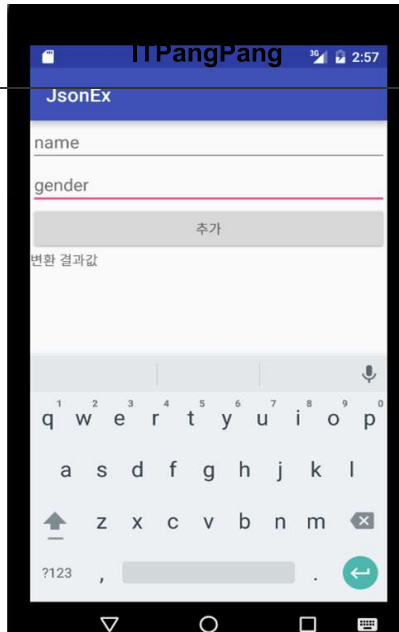 ITPangPang
3G 2:57
JsonEx
name
gender
추가
변환 결과값
1 2 3 4 5 6 7 8 9 0
q w e r t y u i o p
a s d f g h j k l
z x c v b n m
?123 , .